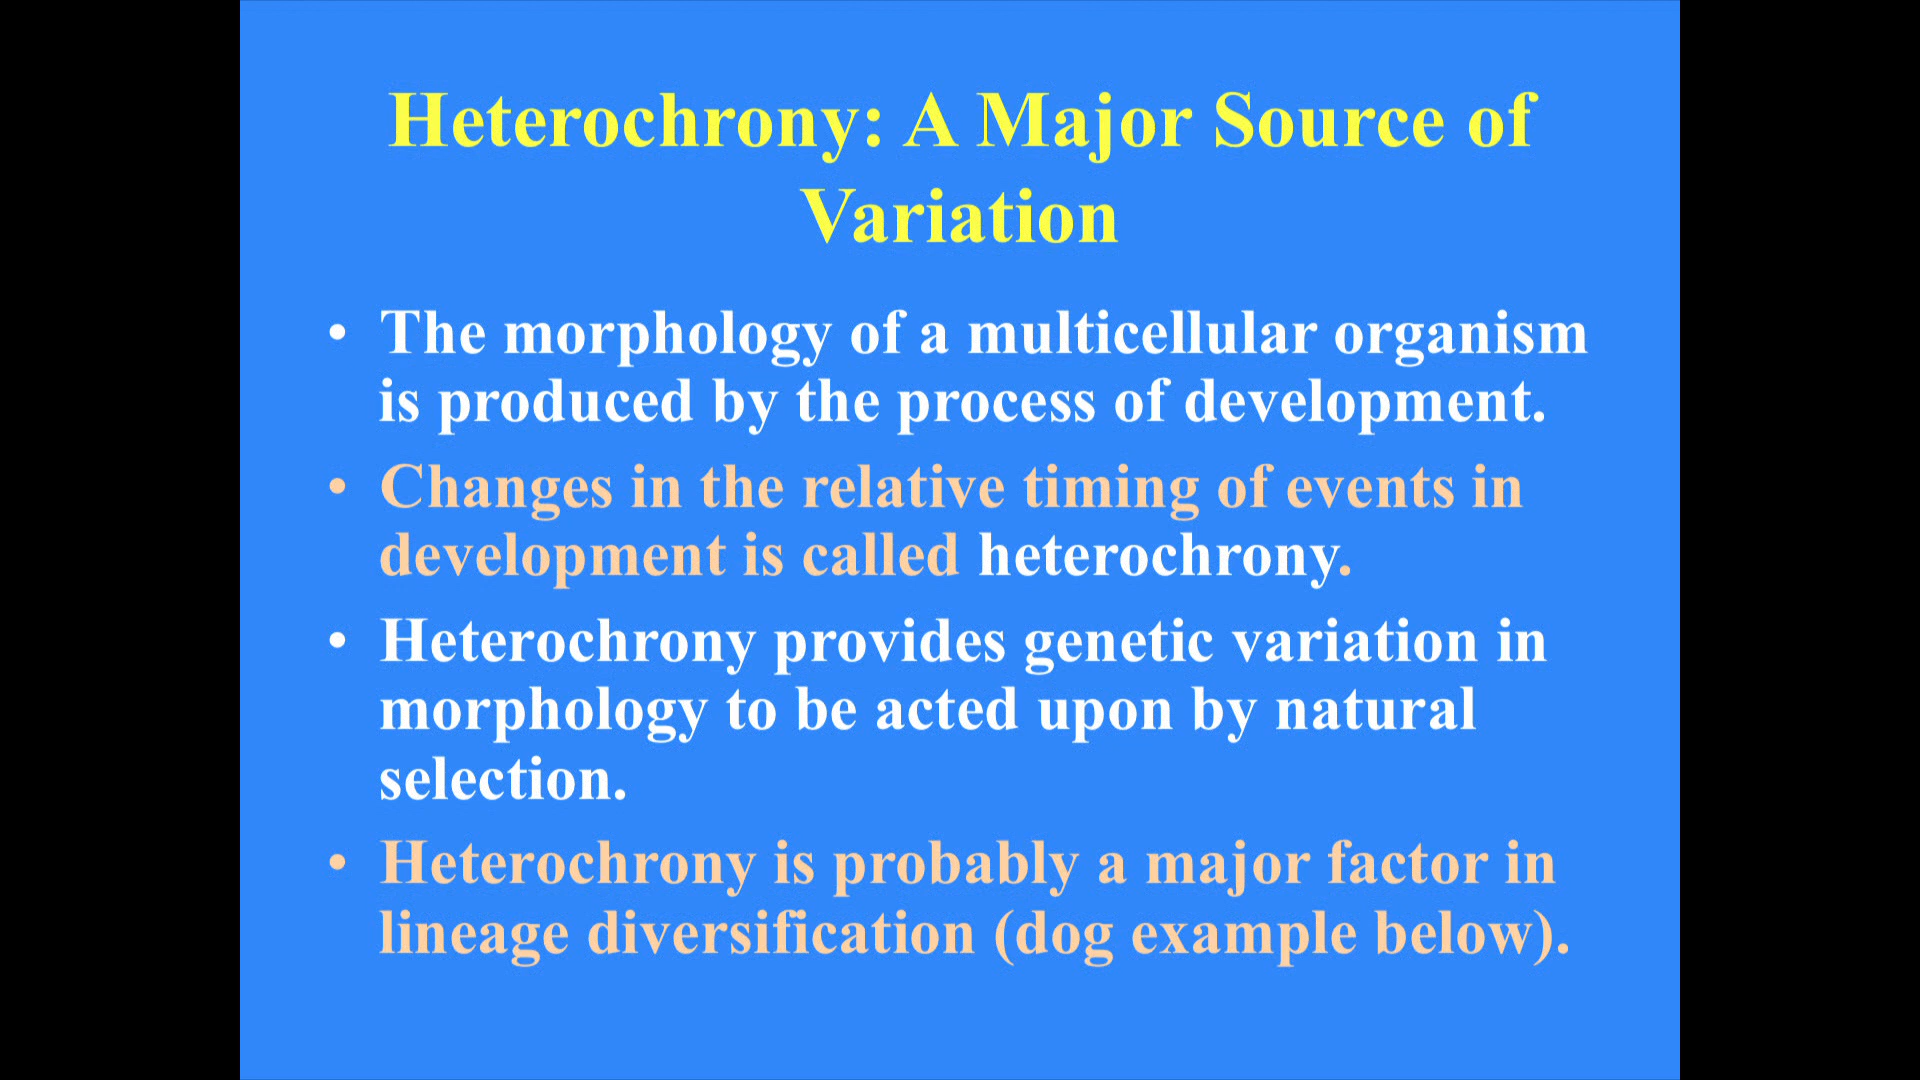 Heterochrony: A Major Source of
Variation
• The morphology of a multicellular organism
is produced by the process of development.
• Changes in the relative timing of events in
development is called heterochrony.
• Heterochrony provides genetic variation in
morphology to be acted upon by natural
selection.
• Heterochrony is probably a major factor in
lineage diversification (dog example below).